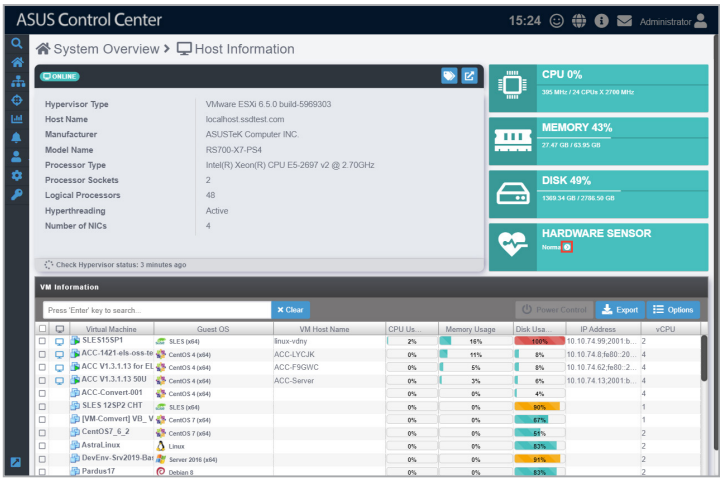 ASUS Control Center
15:24
Administrator
System Overview > Host Information
ONLINE
Hypervisor Type VMware ESXi 6.5.0 build-5969303
Host Name localhost.ssdtest.com
Manufacturer ASUSTeK Computer INC.
Model Name RS700-X7-PS4
Processor Type Intel(R) Xeon(R) CPU E5-2697 v2 @ 2.70GHz
Processor Sockets 2
Logical Processors 48
Hyperthreading Active
Number of NICs 4
Check Hypervisor status: 3 minutes ago
CPU 0%
395 MHz / 24 CPUs X 2700 MHz
MEMORY 43%
27.47 GB / 63.95 GB
DISK 49%
1369.34 GB / 2786.50 GB
HARDWARE SENSOR
Normal
VM Information
Press 'Enter' key to search... Clear Power Control Export Options
Virtual Machine Guest OS VM Host Name CPU Us... Memory Usage Disk Usa... IP Address vCPU
SLES15SP1 SLES (x64) linux-vdny 2% 16% 100% 10.10.74.99,2001:b... 2
ACC-1421-els-oss-te CentOS 4 (x64) ACC-LYCJK 0% 11% 8% 10.10.74.8,fe80::20... 4
ACC V1.3.1.13 for EL CentOS 4 (x64) ACC-F9GWC 0% 5% 8% 10.10.74.62,fe80::2... 4
ACC V1.3.1.13 50U CentOS 4 (x64) ACC-Server 0% 3% 6% 10.10.74.13,2001:b... 4
ACC-Convert-001 CentOS 4 (x64) 0% 0% 4% 4
SLES 12SP2 CHT SLES (x64) 0% 0% 90% 1
[VM-Comvert] VB_ V CentOS 7 (x64) 0% 0% 67% 1
CentOS7_6_2 CentOS 7 (x64) 0% 0% 51% 2
AstraLinux Linux 0% 0% 83% 2
DevEnv-Srv2019-Bas Server 2016 (x64) 0% 0% 91% 2
Pardus17 Debian 8 0% 0% 83% 2